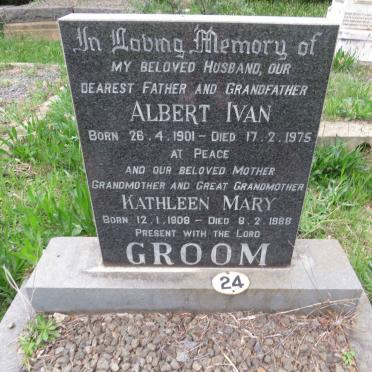 In Loving Memory of
MY BELOVED HUSBAND, OUR
DEAREST FATHER AND GRANDFATHER
ALBERT IVAN
BORN 26·4·1901 - DIED 17·2·1975
AT PEACE
AND OUR BELOVED MOTHER
GRANDMOTHER AND GREAT GRANDMOTHER
KATHLEEN MARY
BORN 12·1·1908 - DIED 8·2·1988
PRESENT WITH THE LORD
GROOM
24